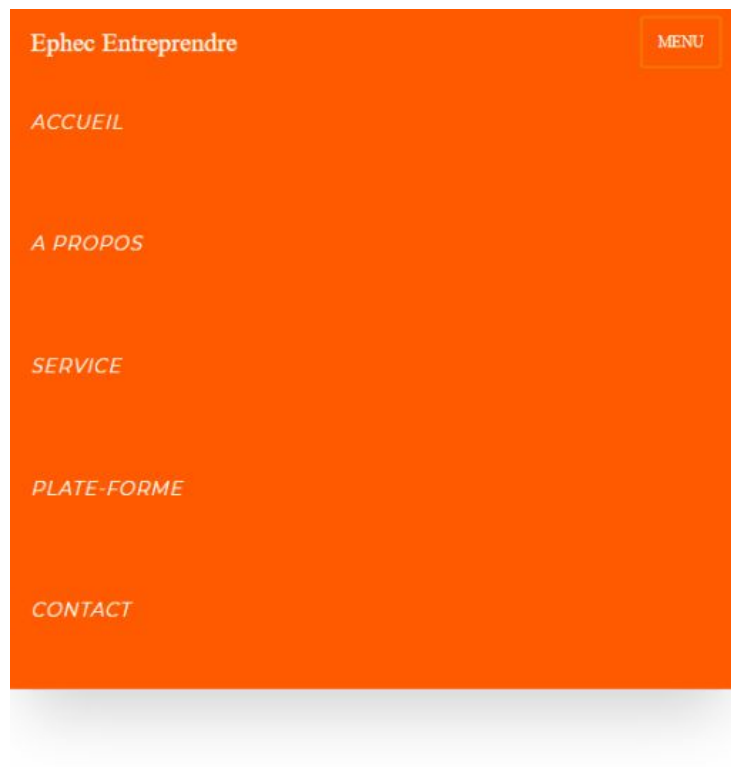 Ephec Entreprendre
MENU
ACCUEIL
A PROPOS
SERVICE
PLATE-FORME
CONTACT